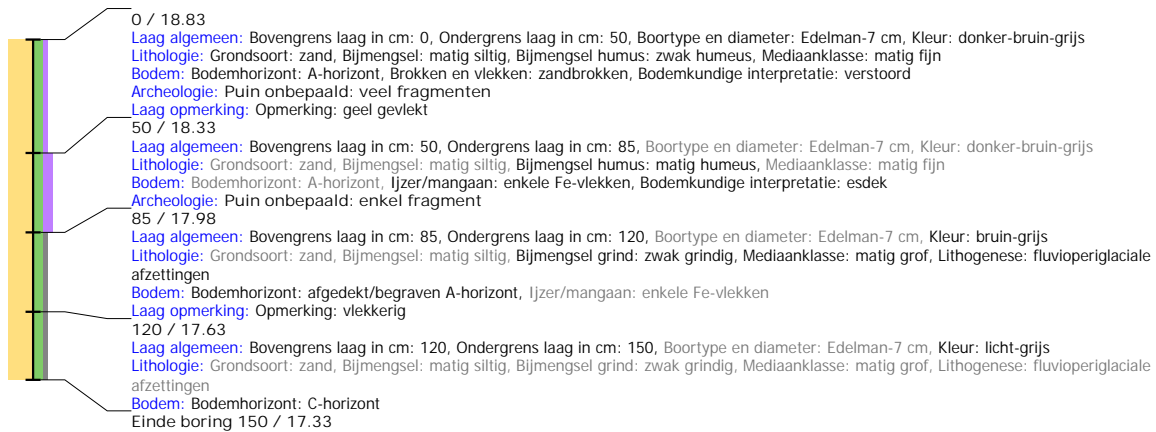 0 / 18.83
Laag algemeen: Bovengrens laag in cm: 0, Ondergrens laag in cm: 50, Boortype en diameter: Edelman-7 cm, Kleur: donker-bruin-grijs
Lithologie: Grondsoort: zand, Bijmengsel: matig siltig, Bijmengsel humus: zwak humeus, Mediaanklasse: matig fijn
Bodem: Bodemhorizont: A-horizont, Brokken en vlekken: zandbrokken, Bodemkundige interpretatie: verstoord
Archeologie: Puin onbepaald: veel fragmenten
Laag opmerking: Opmerking: geel gevlekt
50 / 18.33
Laag algemeen: Bovengrens laag in cm: 50, Ondergrens laag in cm: 85, Boortype en diameter: Edelman-7 cm, Kleur: donker-bruin-grijs
Lithologie: Grondsoort: zand, Bijmengsel: matig siltig, Bijmengsel humus: matig humeus, Mediaanklasse: matig fijn
Bodem: Bodemhorizont: A-horizont, Ijzer/mangaan: enkele Fe-vlekken, Bodemkundige interpretatie: esdek
Archeologie: Puin onbepaald: enkel fragment
85 / 17.98
Laag algemeen: Bovengrens laag in cm: 85, Ondergrens laag in cm: 120, Boortype en diameter: Edelman-7 cm, Kleur: bruin-grijs
Lithologie: Grondsoort: zand, Bijmengsel: matig siltig, Bijmengsel grind: zwak grindig, Mediaanklasse: matig grof, Lithogenese: fluvioperiglaciale
afzettingen
Bodem: Bodemhorizont: afgedekt/begraven A-horizont, Ijzer/mangaan: enkele Fe-vlekken
Laag opmerking: Opmerking: vlekkerig
120 / 17.63
Laag algemeen: Bovengrens laag in cm: 120, Ondergrens laag in cm: 150, Boortype en diameter: Edelman-7 cm, Kleur: licht-grijs
Lithologie: Grondsoort: zand, Bijmengsel: matig siltig, Bijmengsel grind: zwak grindig, Mediaanklasse: matig grof, Lithogenese: fluvioperiglaciale
afzettingen
Bodem: Bodemhorizont: C-horizont
Einde boring 150 / 17.33